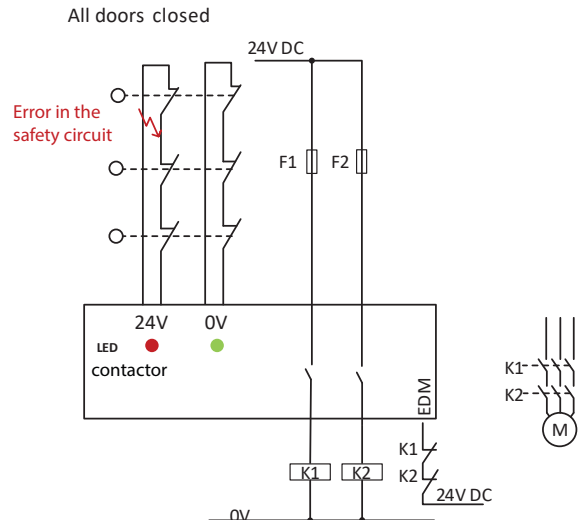 All doors closed
24V DC
Error in the
safety circuit
F1
F2
24V
0V
LED
contactor
EDM
K1
K2
M
K1
K2
K1
K2
24V DC
0V